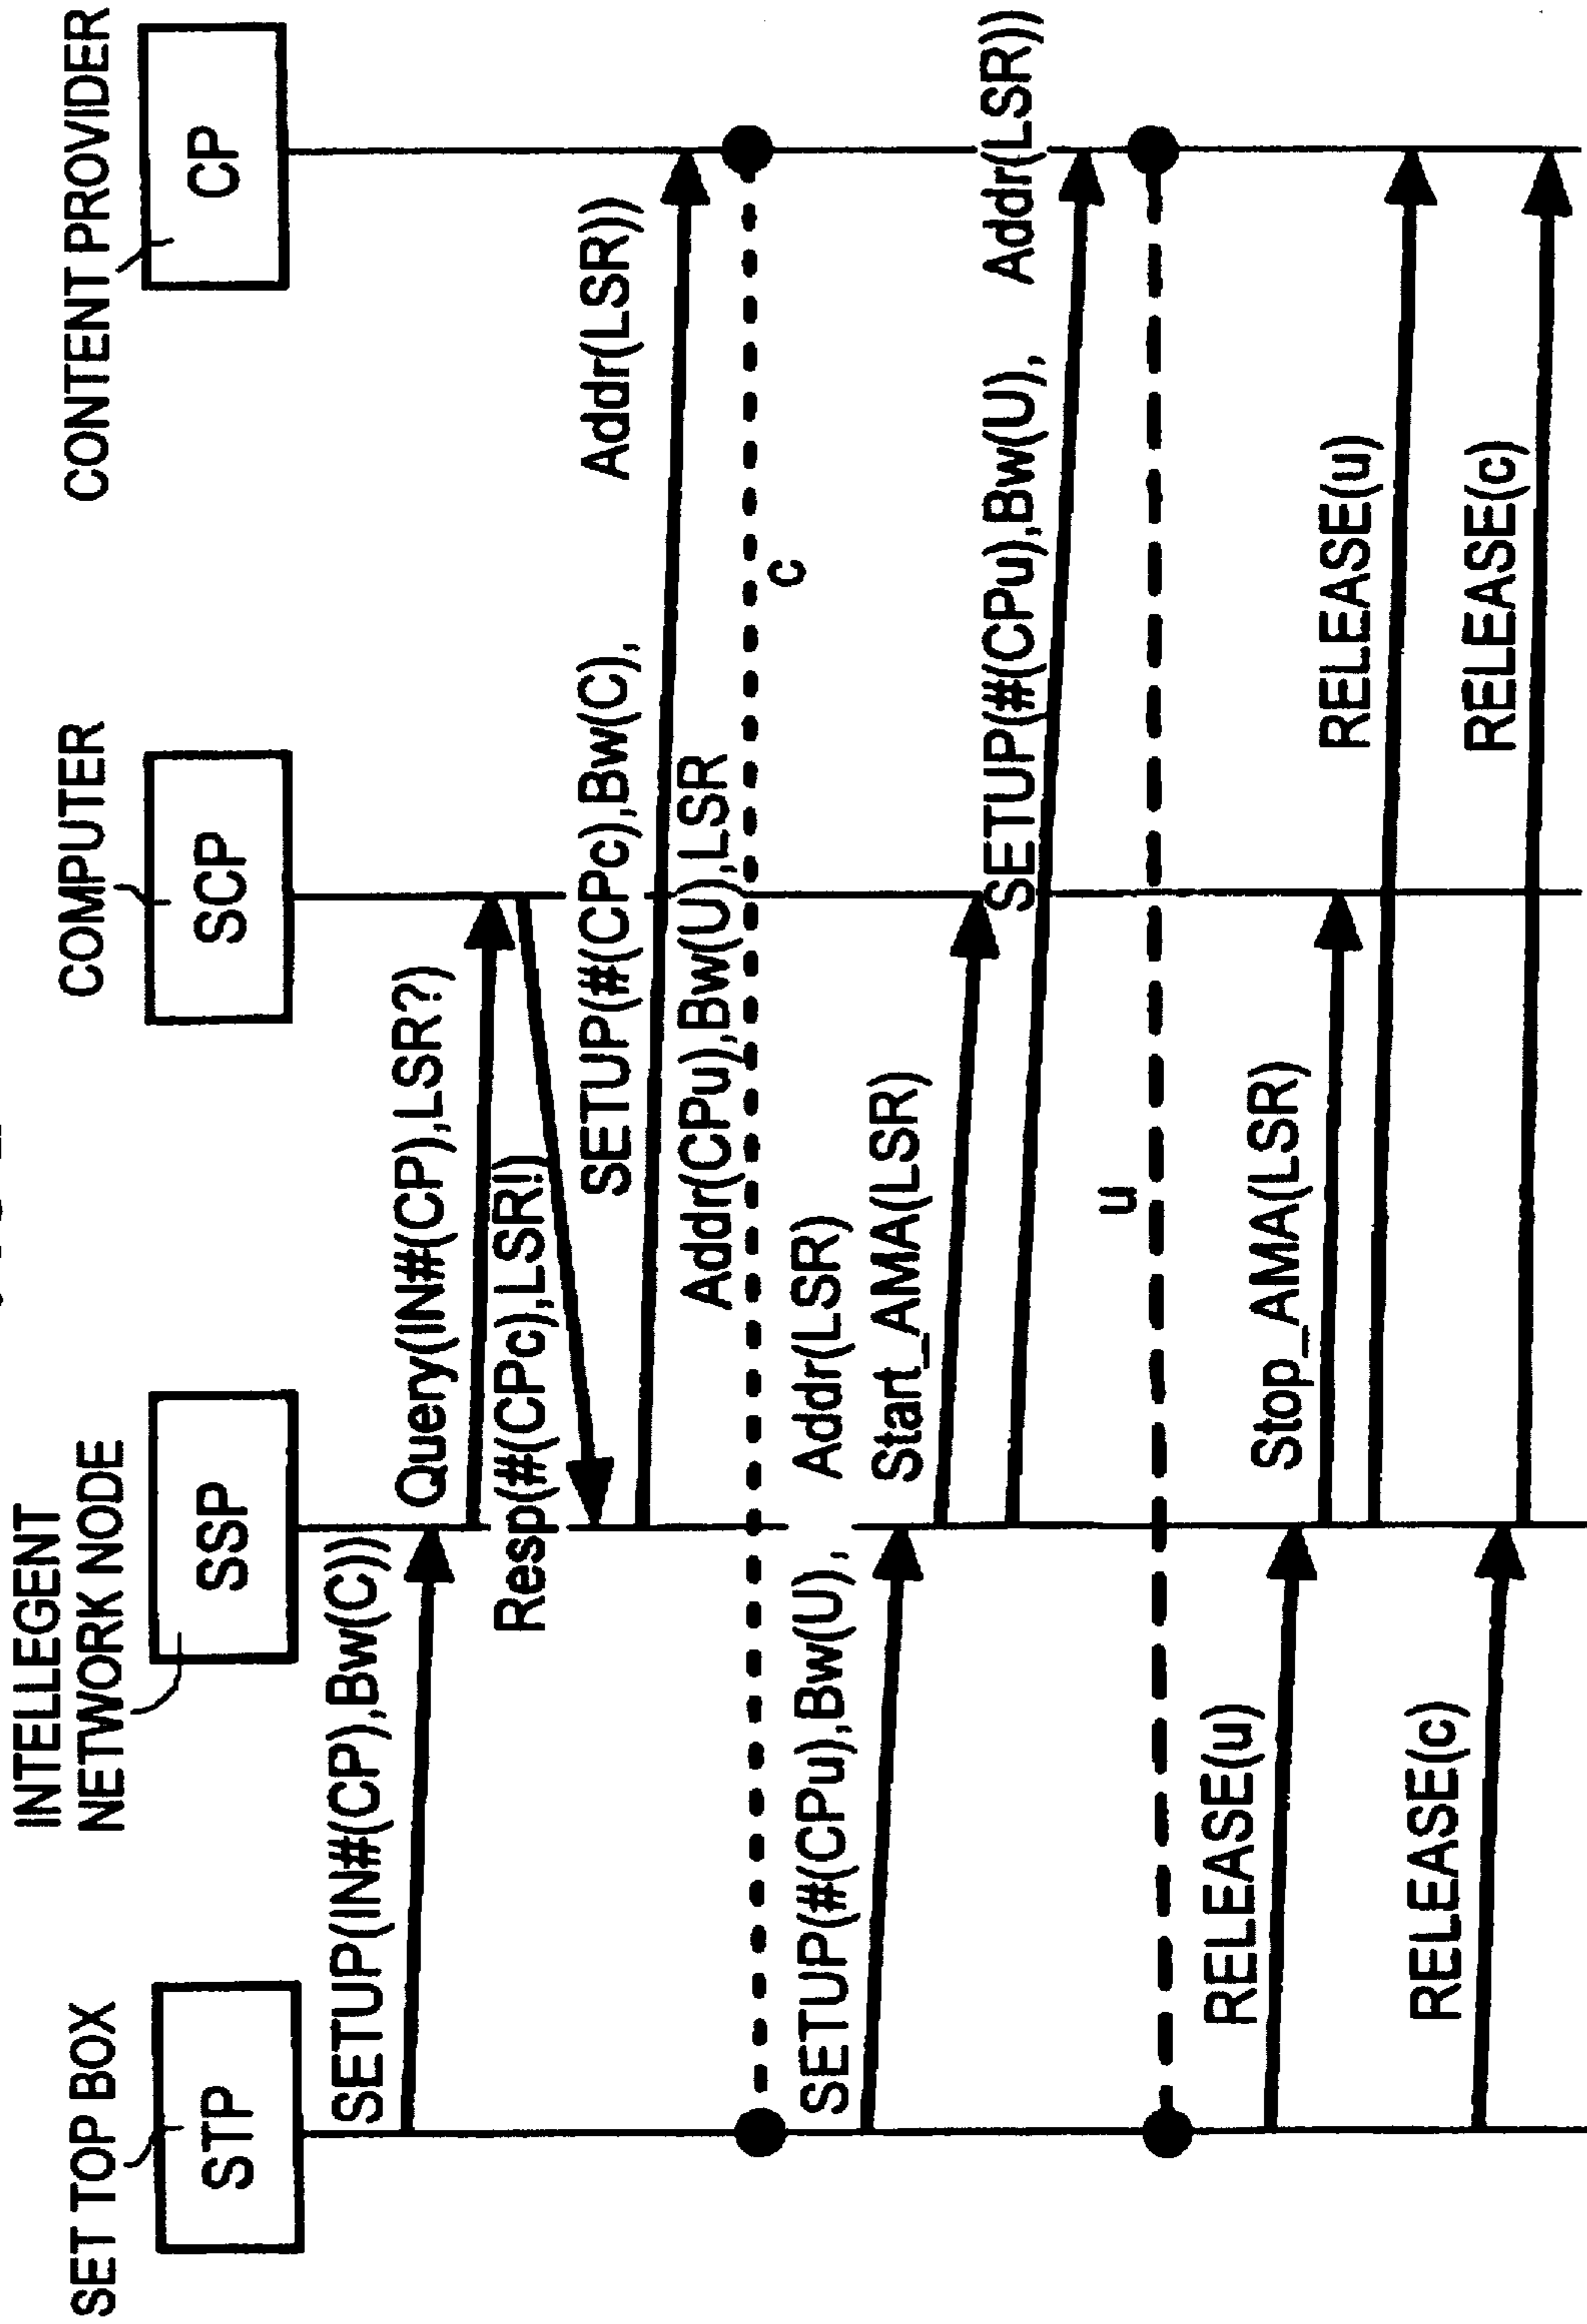 SET TOP BOX
INTELLEGENT
NETWORK NODE
COMPUTER
CONTENT PROVIDER
STP
SSP
SCP
CP
SETUP(IN#(CP),Bw(C))
Query(IN#(CP),LSR?)
Resp(#(CPc),LSR!)
SETUP(#(CPc),Bw(C),
Addr(LSR)))
Addr(CPu),Bw(U),LSR
c
SETUP(#(CPu),Bw(U),
Addr(LSR)
Start_AMA(LSR)
SETUP(#(CPu),Bw(U),
Addr(LSR))
u
RELEASE(u)
Stop_AMA(LSR)
RELEASE(u)
RELEASE(c)
RELEASE(c)